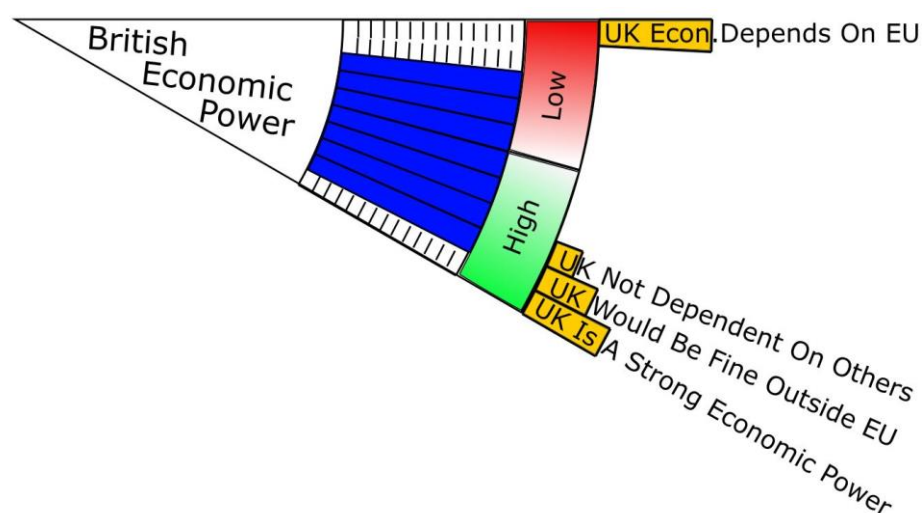 British
Economic
Power
Low
High
UK Econ.Depends On EU
UK Not Dependent On Others
UK Would Be Fine Outside EU
UK Is A Strong Economic Power